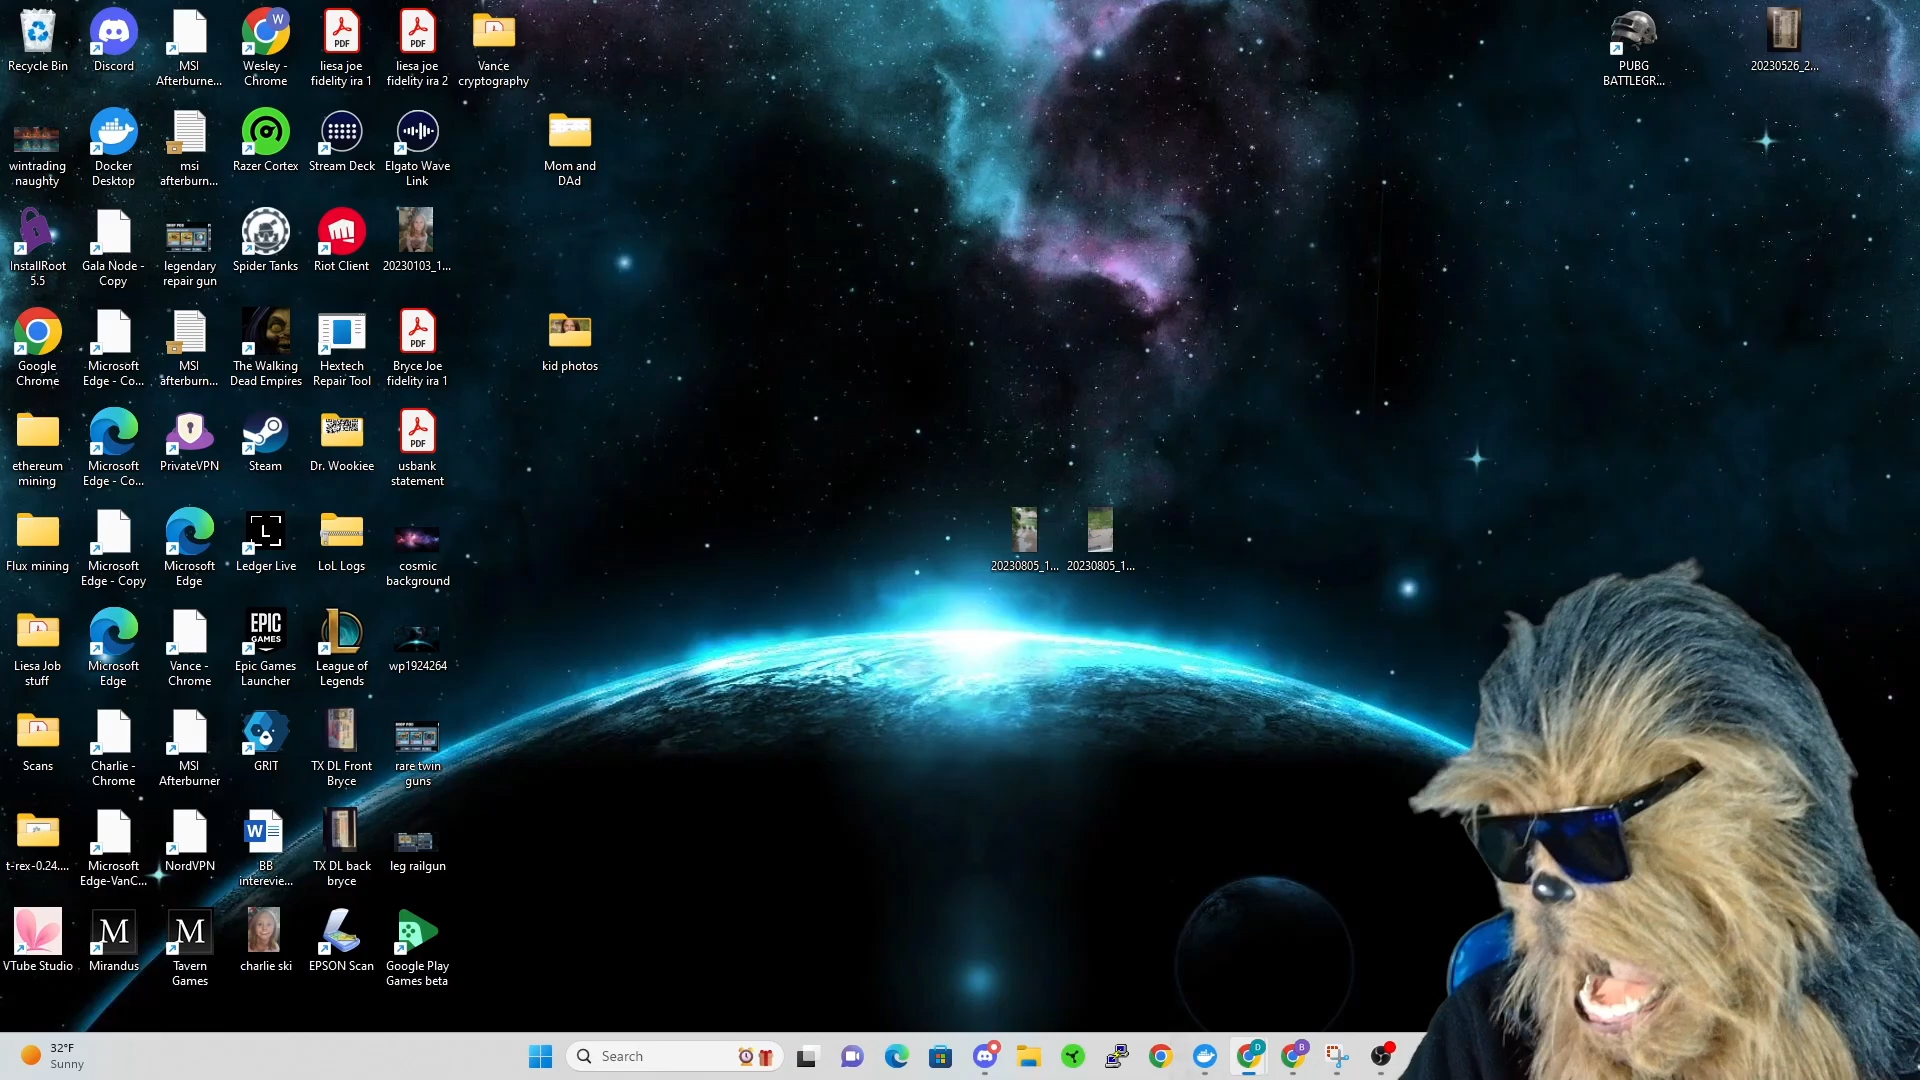 Recycle Bin
Discord
MSI
Afterburne...
W
Wesley -
Chrome
PDF
liesa joe
fidelity ira 1
PDF
liesa joe
fidelity ira 2
Vance
cryptography
PUBG
BATTLEGR...
20230526_2...
wintrading
naughty
Docker
Desktop
msi
afterburn...
Razer Cortex
Stream Deck
Elgato Wave
Link
Mom and
DAd
InstallRoot
5.5
Gala Node -
Copy
legendary
repair gun
Spider Tanks
Riot Client
20230103_1...
Google
Chrome
Microsoft
Edge - Co...
MSI
afterburn...
The Walking
Dead Empires
Hextech
Repair Tool
PDF
Bryce Joe
fidelity ira 1
kid photos
ethereum
mining
Microsoft
Edge - Co...
PrivateVPN
Steam
Dr. Wookiee
PDF
usbank
statement
Flux mining
Microsoft
Edge - Copy
Microsoft
Edge
L
Ledger Live
LoL Logs
cosmic
background
20230805_1...
20230805_1...
Liesa Job
stuff
Microsoft
Edge
Vance -
Chrome
EPIC
GAMES
Epic Games
Launcher
League of
Legends
wp1924264
Scans
Charlie -
Chrome
MSI
Afterburner
GRIT
TX DL Front
Bryce
rare twin
guns
t-rex-0.24....
Microsoft
Edge-VanC...
NordVPN
W
BB
interevie...
TX DL back
bryce
leg railgun
VTube Studio
M
Mirandus
M
Tavern
Games
charlie ski
EPSON Scan
Google Play
Games beta
32°F
Sunny
Search
D
B